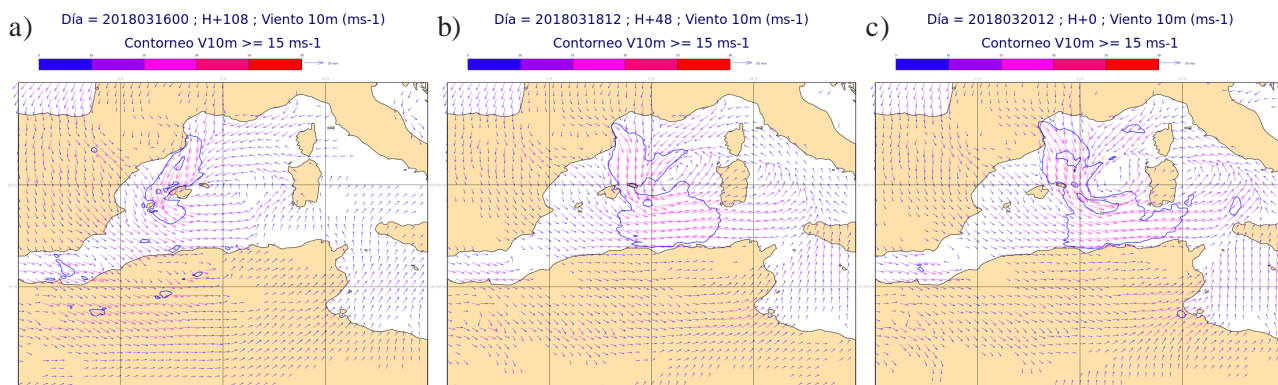 a)
Día = 2018031600 ; H+108 ; Viento 10m (ms-1)
Contorneo V10m >= 15 ms-1
b)
Día = 2018031812 ; H+48 ; Viento 10m (ms-1)
Contorneo V10m >= 15 ms-1
c)
Día = 2018032012 ; H+0 ; Viento 10m (ms-1)
Contorneo V10m >= 15 ms-1